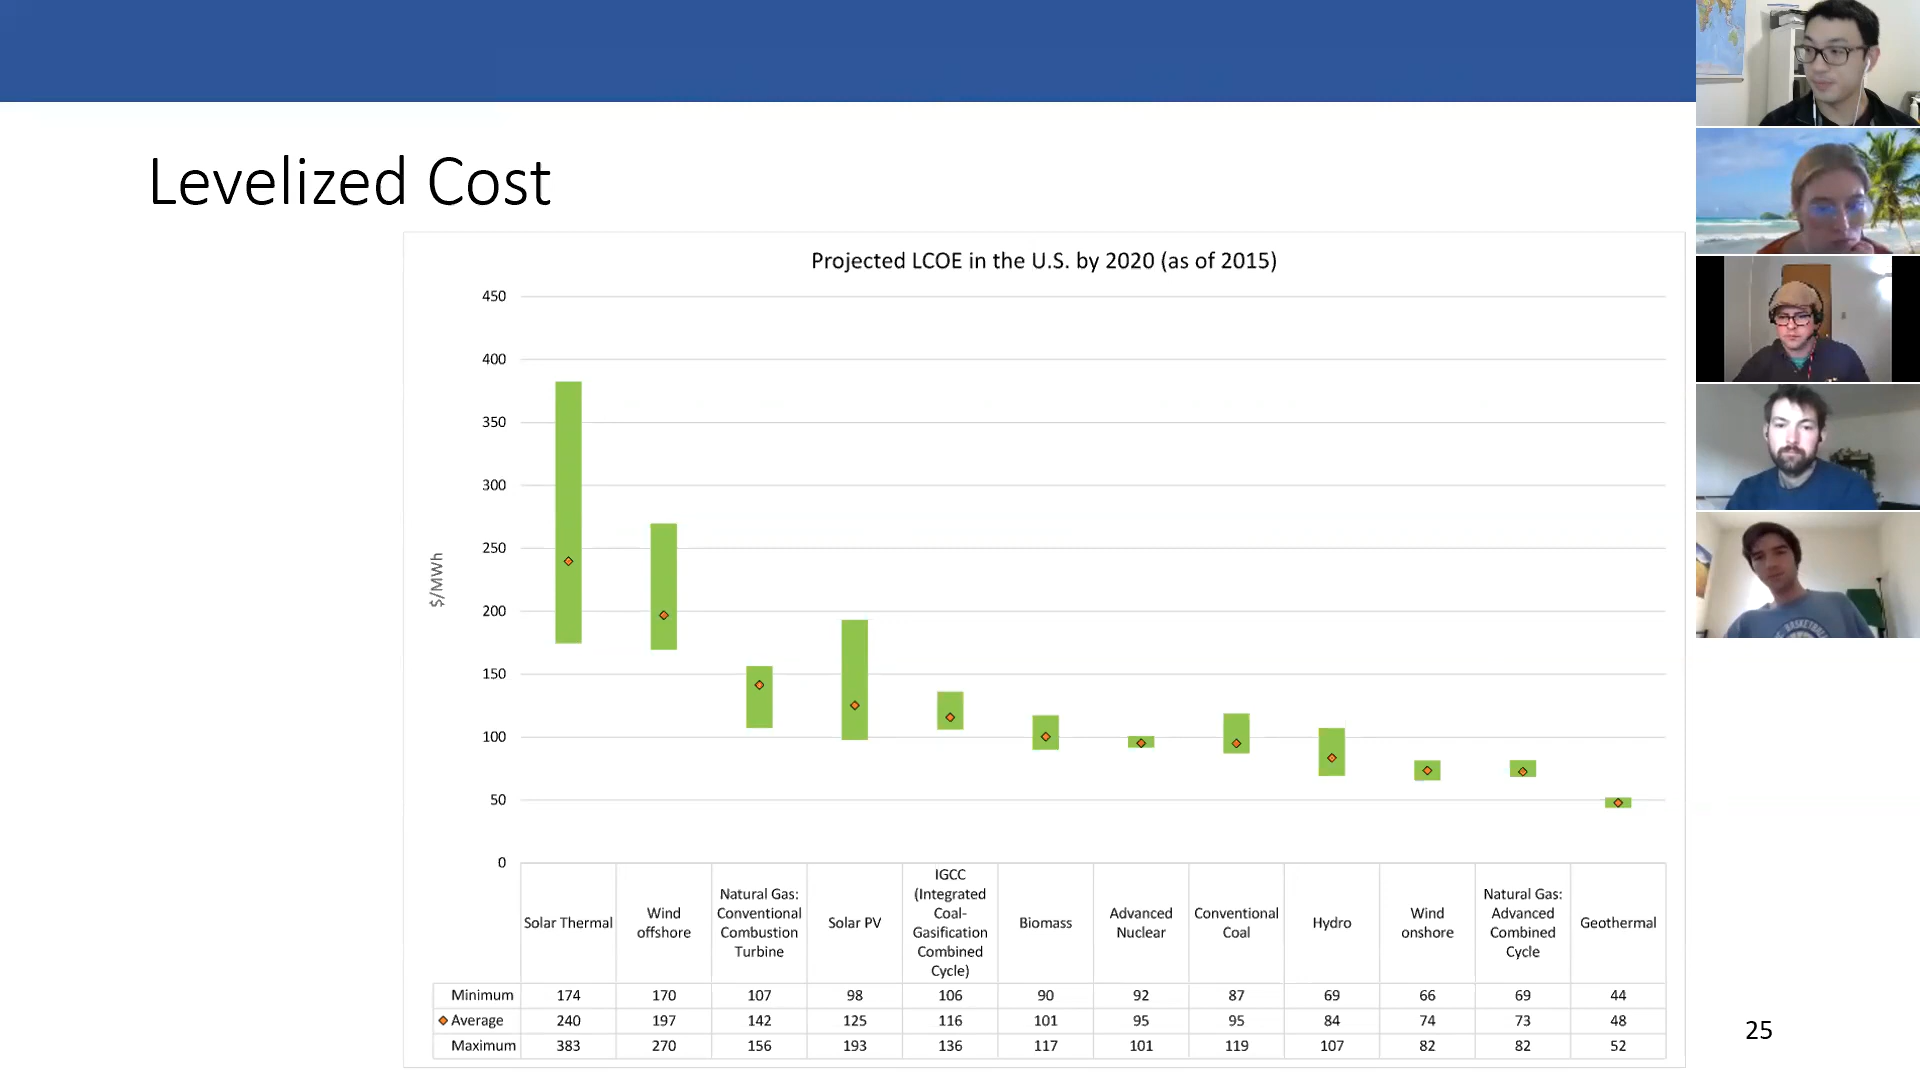 Levelized Cost
Projected LCOE in the U.S. by 2020 (as of 2015)
450
400
350
300
250
200
150
100
50
0
$/MWh
Solar Thermal
Wind
offshore
Natural Gas:
Conventional
Combustion
Turbine
Solar PV
IGCC
(Integrated
Coal-
Gasification
Combined
Cycle)
Biomass
Advanced
Nuclear
Conventional
Coal
Hydro
Wind
onshore
Natural Gas:
Advanced
Combined
Cycle
Geothermal
Minimum 174 170 107 98 106 90 92 87 69 66 69 44
Average 240 197 142 125 116 101 95 95 84 74 73 48
Maximum 383 270 156 193 136 117 101 119 107 82 82 52
25
BASKETBALL